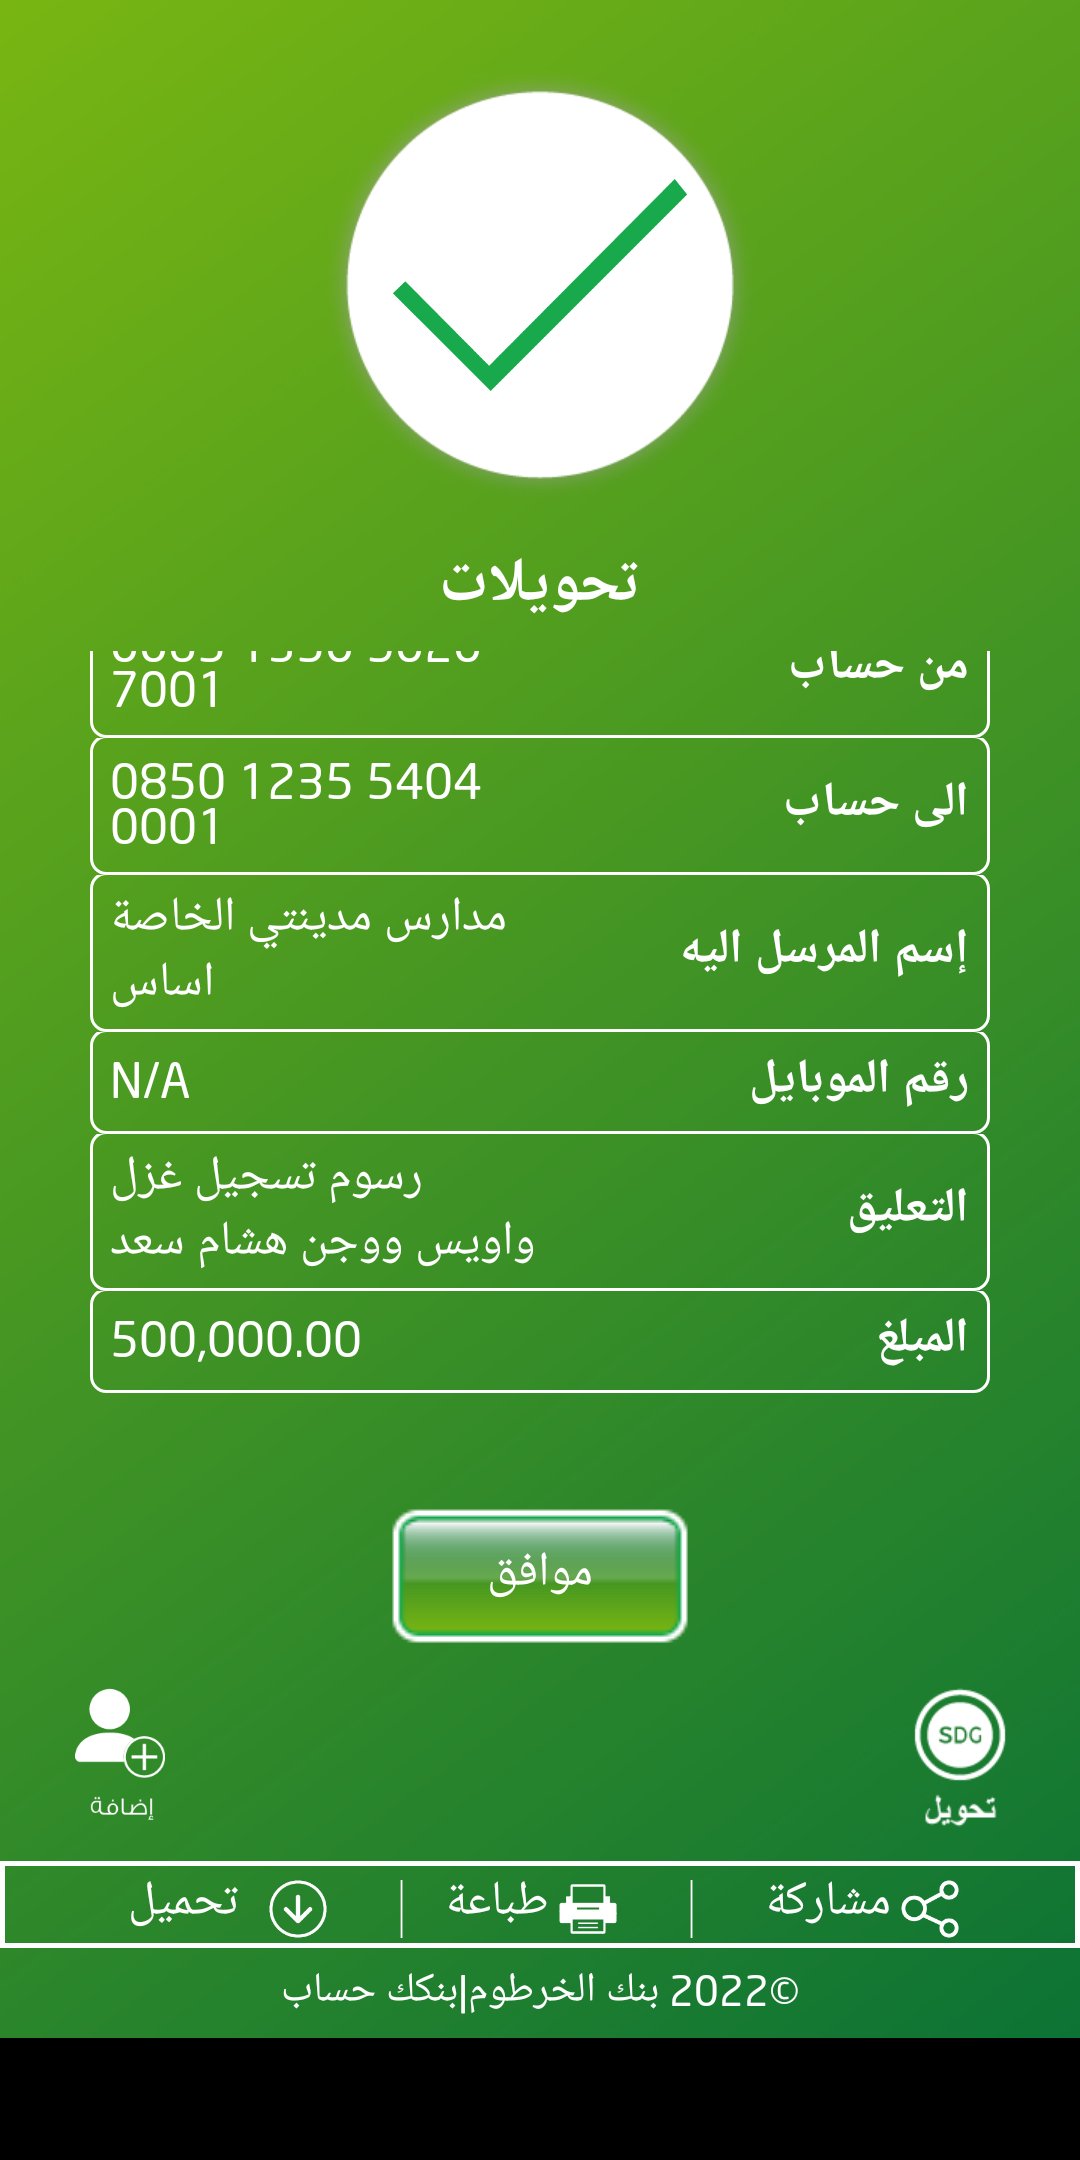 تحويلات
من حساب
7001
الى حساب
0850 1235 5404
0001
إسم المرسل اليه
مدارس مدينتي الخاصة
اساس
رقم الموبايل
N/A
التعليق
رسوم تسجيل غزل
واويس ووجن هشام سعد
المبلغ
500,000.00
موافق
SDG
تحويل
إضافة
مشاركة
طباعة
تحميل
©2022 بنك الخرطوم|بنكك حساب